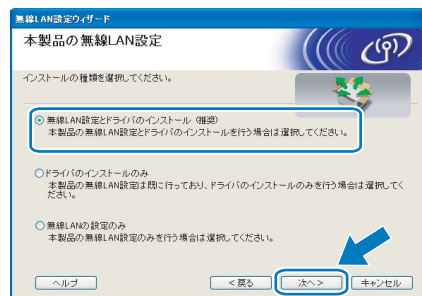 無線LAN設定ウィザード
本製品の無線LAN設定
インストールの種類を選択してください。
無線LAN設定とドライバのインストール（推奨）
本製品の無線LAN設定とドライバのインストールを行う場合は選択してください。
ドライバのインストールのみ
本製品の無線LAN設定は既に行っており、ドライバのインストールのみを行う場合は選択してく
ださい。
無線LANの設定のみ
本製品の無線LAN設定のみを行う場合は選択してください。
ヘルプ
＜戻る
次へ＞
キャンセル